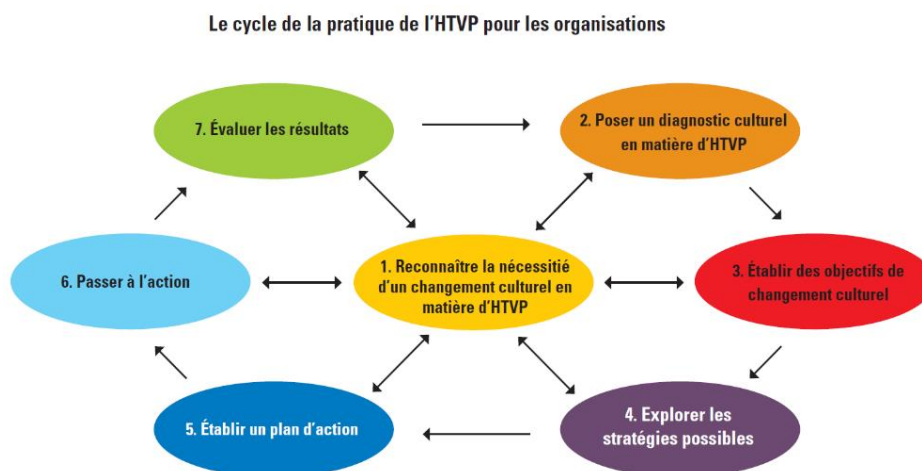 Le cycle de la pratique de l'HTVP pour les organisations
7. Évaluer les résultats
2. Poser un diagnostic culturel
en matière d'HTVP
6. Passer à l'action
1. Reconnaître la nécessitié
d'un changement culturel en
matière d'HTVP
3. Établir des objectifs de
changement culturel
5. Établir un plan d'action
4. Explorer les
stratégies possibles